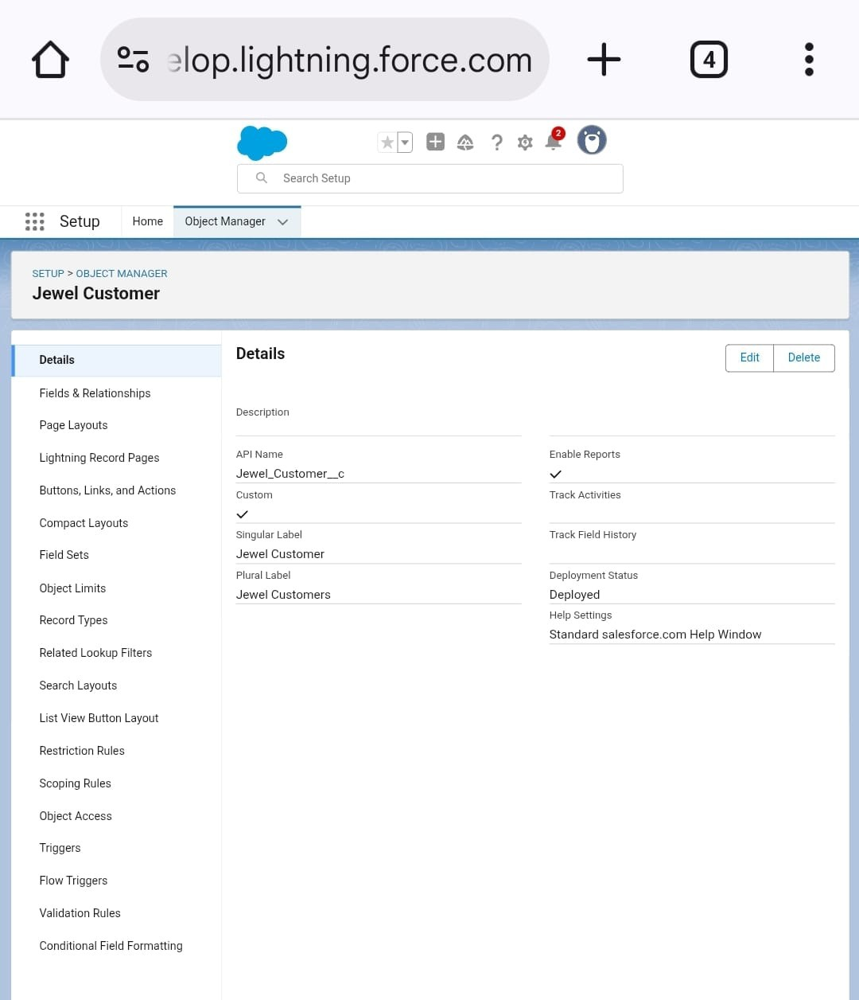 elop.lightning.force.com
4
2
Search Setup
Setup
Home
Object Manager
SETUP > OBJECT MANAGER
Jewel Customer
Details
Fields & Relationships
Page Layouts
Lightning Record Pages
Buttons, Links, and Actions
Compact Layouts
Field Sets
Object Limits
Record Types
Related Lookup Filters
Search Layouts
List View Button Layout
Restriction Rules
Scoping Rules
Object Access
Triggers
Flow Triggers
Validation Rules
Conditional Field Formatting
Details
Edit
Delete
Description
API Name
Jewel_Customer__c
Custom
Singular Label
Jewel Customer
Plural Label
Jewel Customers
Enable Reports
Track Activities
Track Field History
Deployment Status
Deployed
Help Settings
Standard salesforce.com Help Window